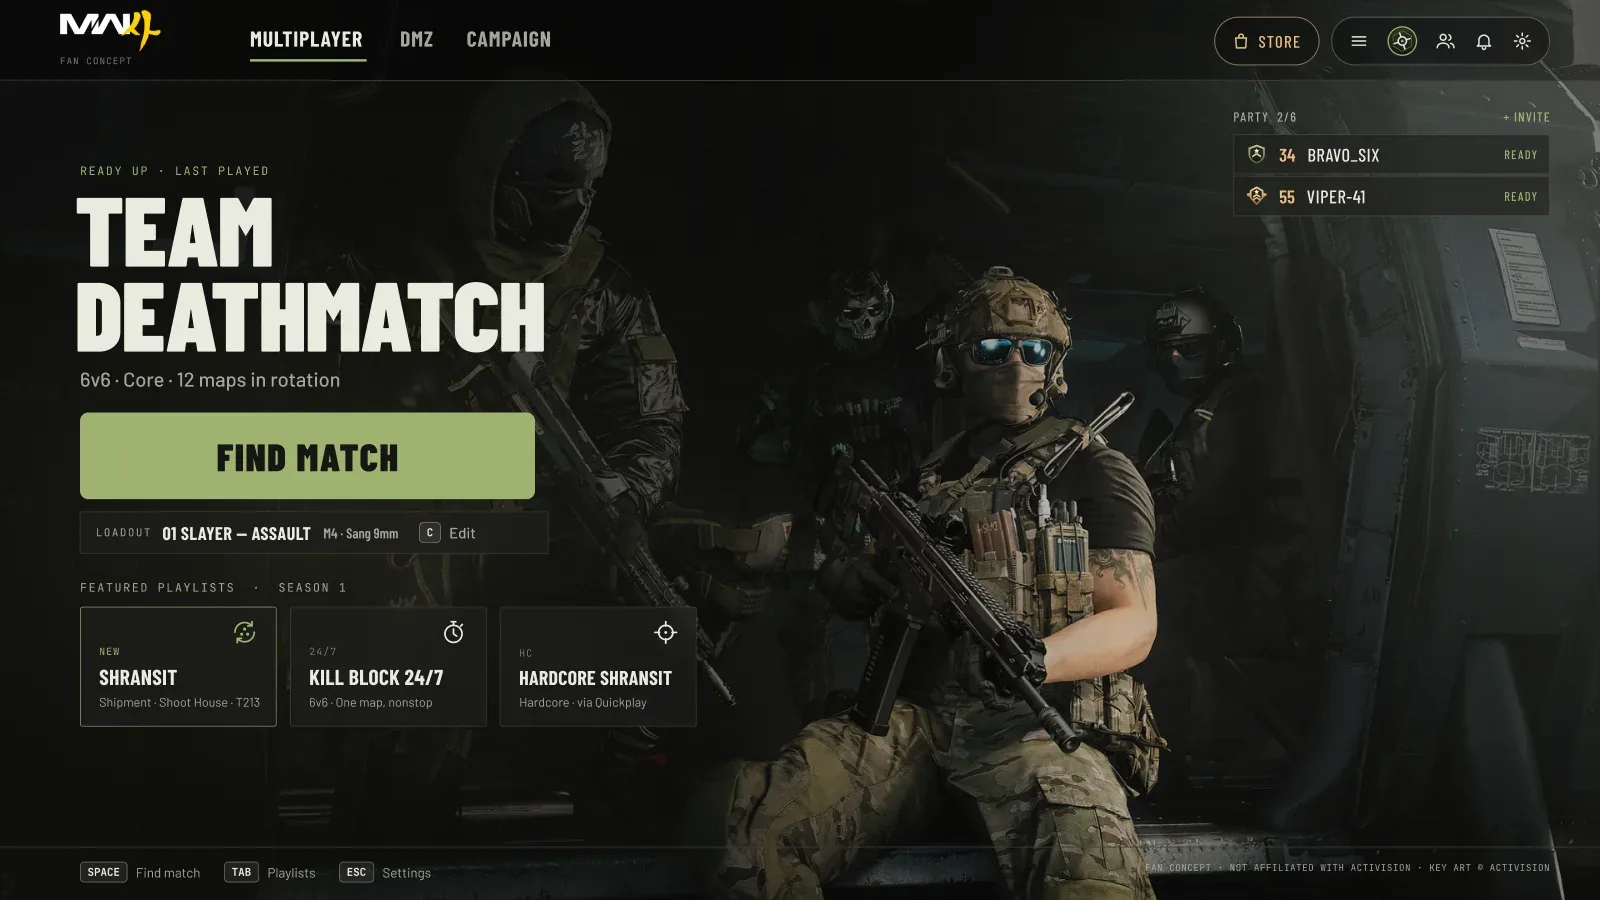 MW4
FAN CONCEPT
MULTIPLAYER
DMZ
CAMPAIGN
STORE
PARTY 2/6
+ INVITE
34 BRAVO_SIX READY
55 VIPER-41 READY
READY UP · LAST PLAYED
TEAM
DEATHMATCH
6v6 · Core · 12 maps in rotation
FIND MATCH
LOADOUT 01 SLAYER — ASSAULT M4 · Sang 9mm C Edit
FEATURED PLAYLISTS · SEASON 1
NEW
SHRANSIT
Shipment · Shoot House · T213
24/7
KILL BLOCK 24/7
6v6 · One map, nonstop
HC
HARDCORE SHRANSIT
Hardcore · via Quickplay
SPACE Find match
TAB Playlists
ESC Settings
FAN CONCEPT · NOT AFFILIATED WITH ACTIVISION · KEY ART © ACTIVISION